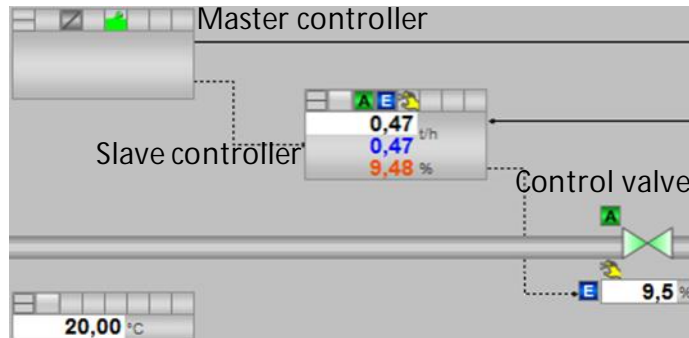 Master controller
A E
0,47 t/h
0,47
9,48 %
Slave controller
Control valve
A
E 9,5 %
20,00 °C